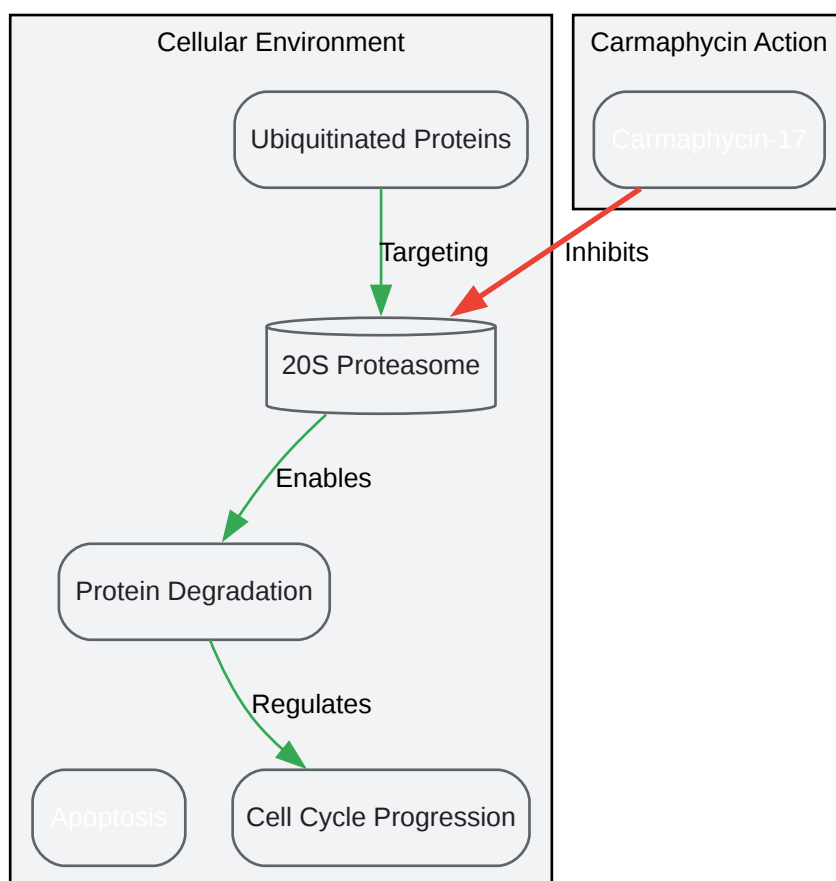 Cellular Environment
Carmaphycin Action
Ubiquitinated Proteins
Carmaphycin-17
Targeting
Inhibits
20S Proteasome
Enables
Protein Degradation
Regulates
Apoptosis
Cell Cycle Progression